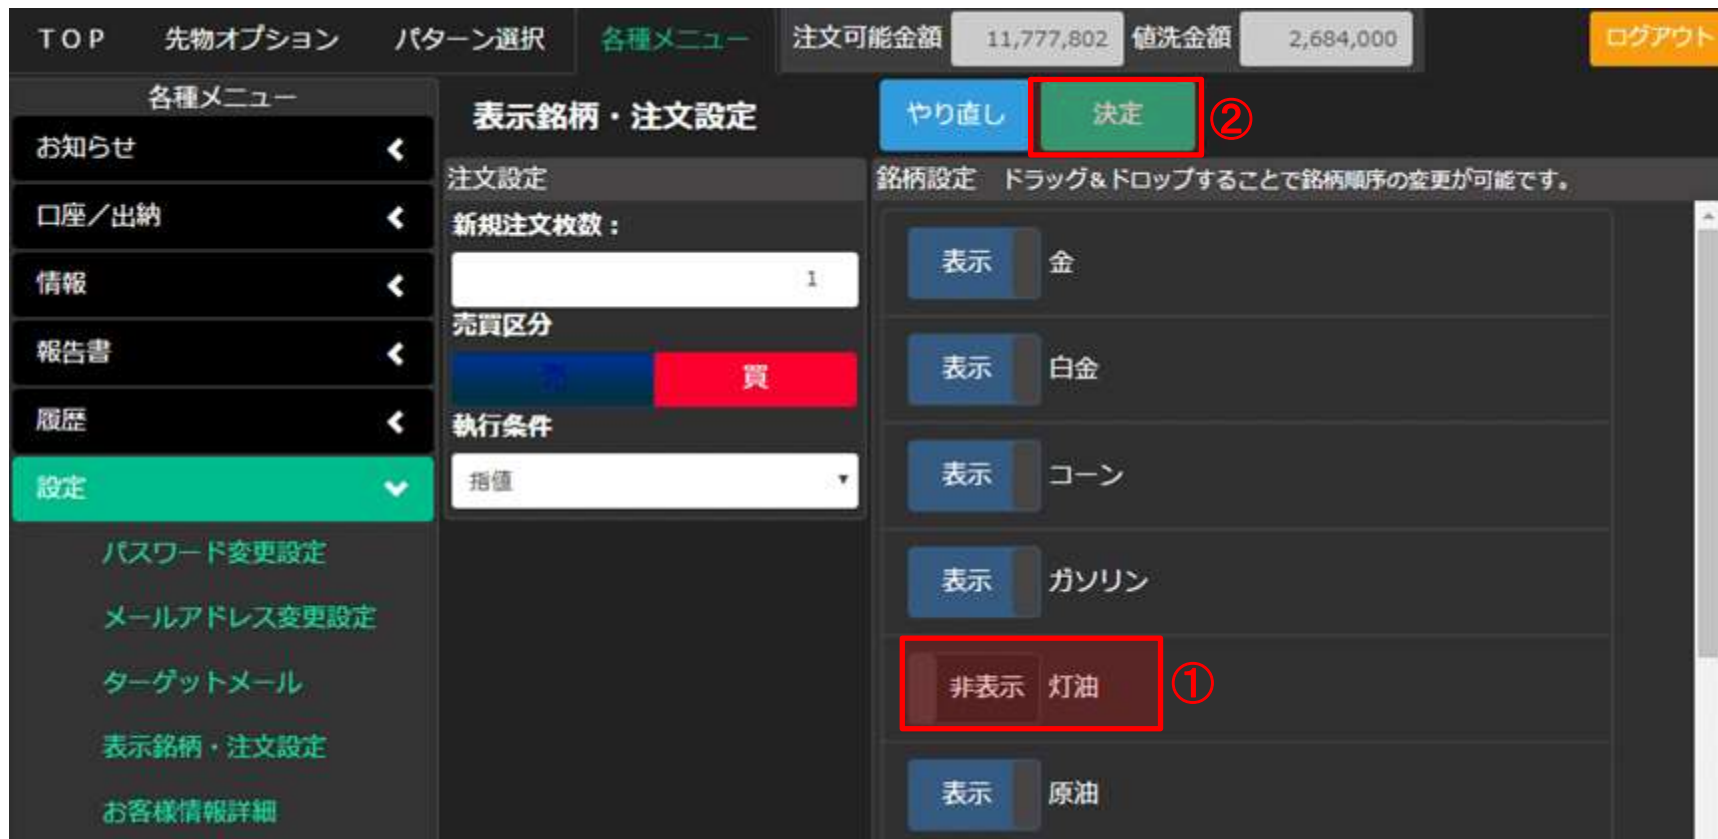 TOP 先物オプション パターン選択 各種メニュー 注文可能金額 11,777,802 値洗金額 2,684,000 ログアウト
各種メニュー
お知らせ
口座／出納
情報
報告書
履歴
設定
パスワード変更設定
メールアドレス変更設定
ターゲットメール
表示銘柄・注文設定
お客様情報詳細
表示銘柄・注文設定
やり直し 決定 ②
注文設定
新規注文枚数：
1
売買区分
売 買
執行条件
指値
銘柄設定 ドラッグ&ドロップすることで銘柄順序の変更が可能です。
表示 金
表示 白金
表示 コーン
表示 ガソリン
非表示 灯油 ①
表示 原油